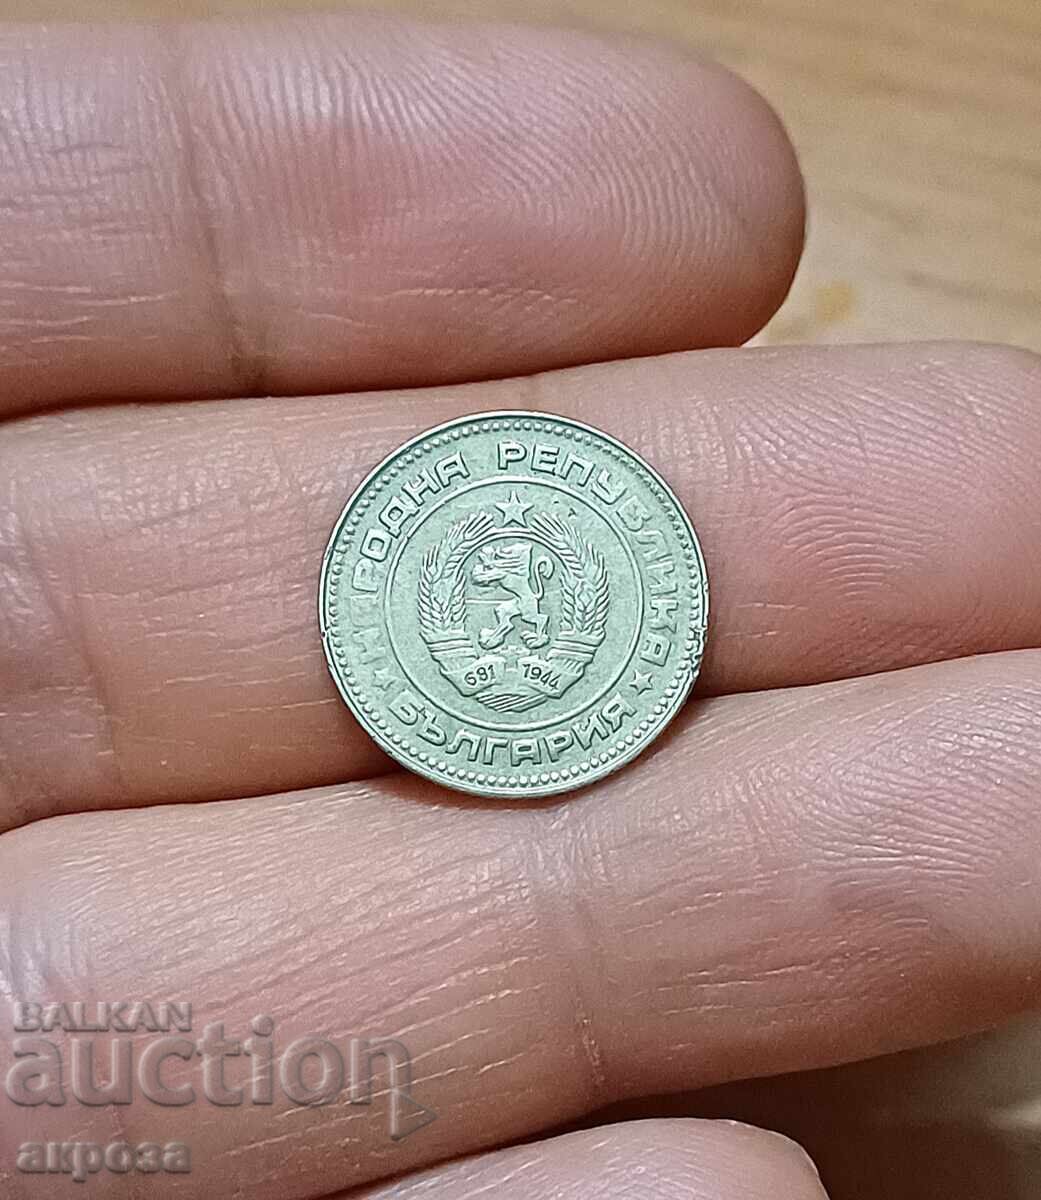 НАРОДНА РЕПУБЛИКА
БЪЛГАРИЯ
681 1944
BALKAN
auction
акроза